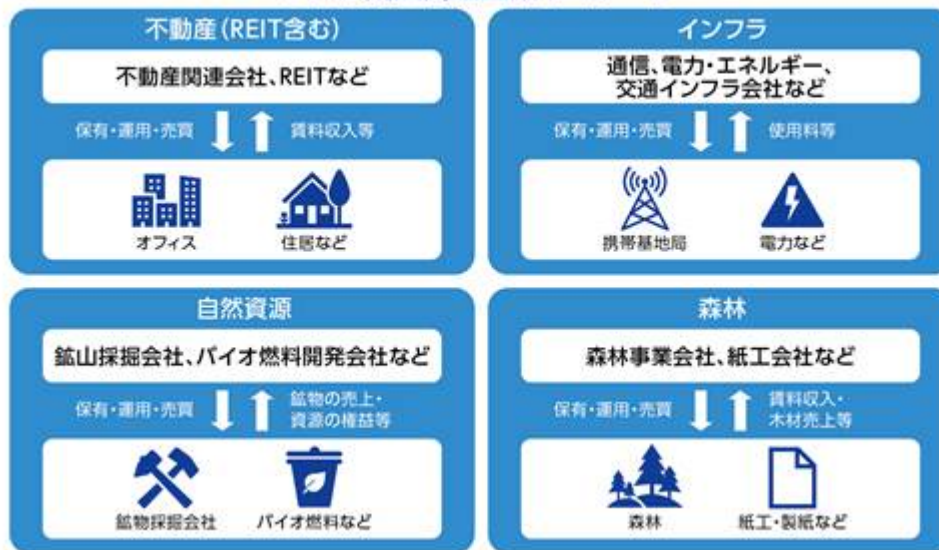 不動産(REIT含む)
不動産関連会社、REITなど
保有・運用・売買
賃料収入等
オフィス
住居など
インフラ
通信、電力・エネルギー、
交通インフラ会社など
保有・運用・売買
使用料等
携帯基地局
電力など
自然資源
鉱山採掘会社、バイオ燃料開発会社など
保有・運用・売買
鉱物の売上・
資源の権益等
鉱物採掘会社
バイオ燃料など
森林
森林事業会社、紙工会社など
保有・運用・売買
賃料収入・
木材売上等
森林
紙工・製紙など